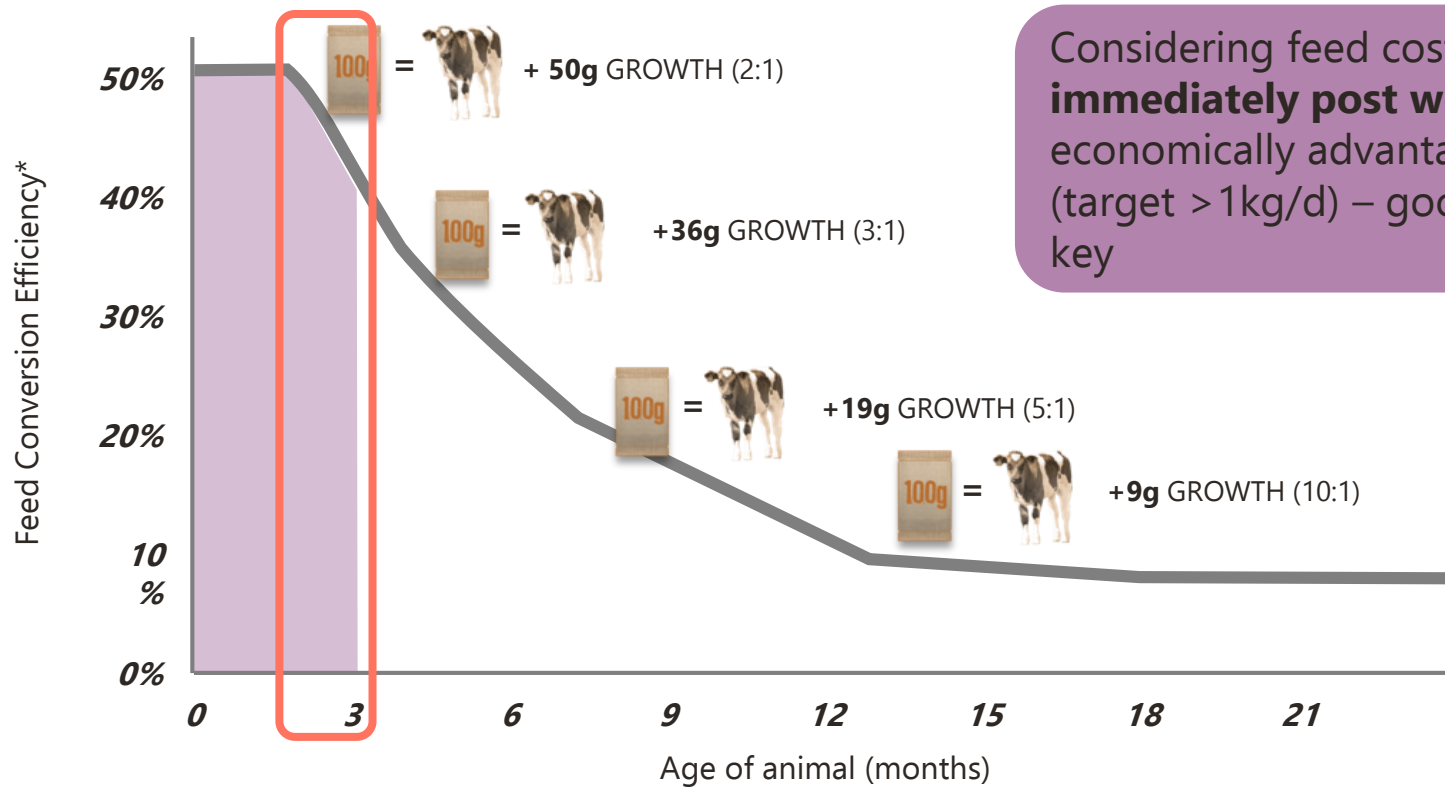 Considering feed cos
immediately post w
economically advanta
(target >1kg/d) – goo
key
100g = + 50g GROWTH (2:1)
100g = +36g GROWTH (3:1)
100g = +19g GROWTH (5:1)
100g = +9g GROWTH (10:1)
Feed Conversion Efficiency*
50%
40%
30%
20%
10
%
0%
0 3 6 9 12 15 18 21
Age of animal (months)